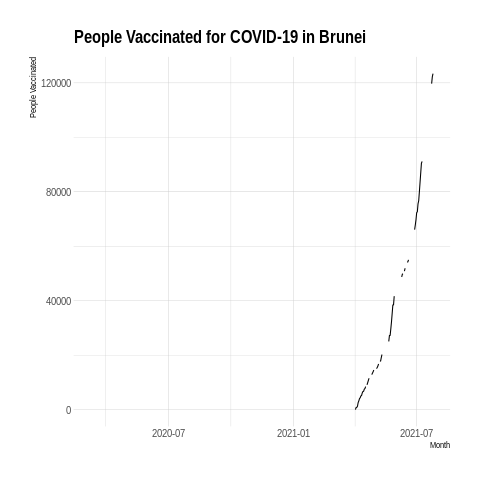 People Vaccinated for COVID-19 in Brunei
People Vaccinated
120000
80000
40000
0
2020-07 2021-01 2021-07
Month